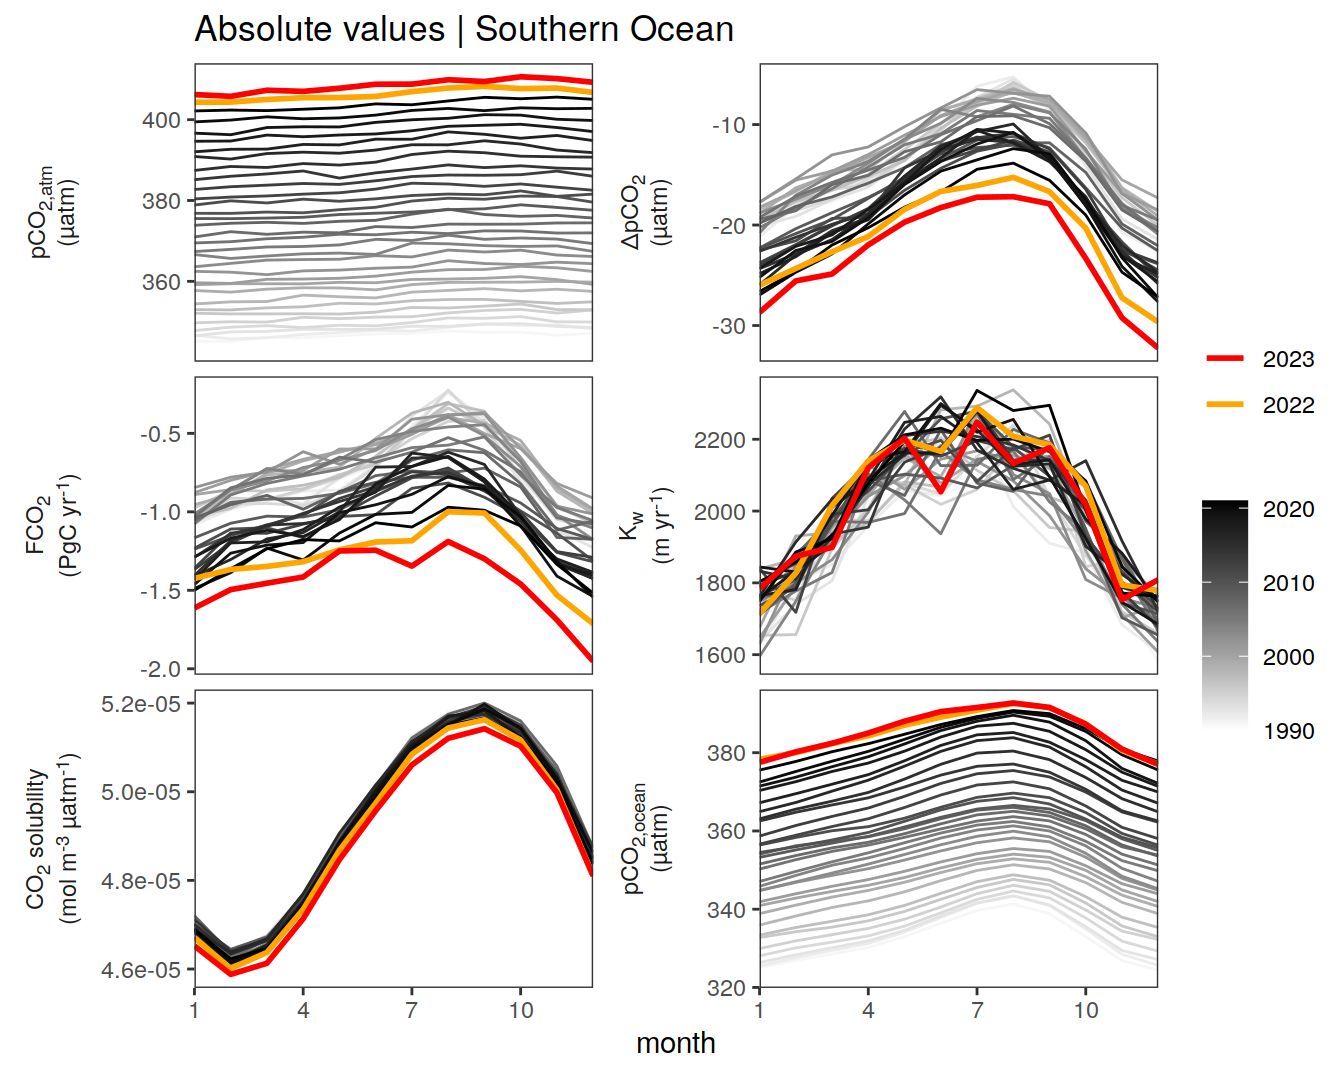 Absolute values | Southern Ocean
pCO2,atm
(µatm)
400
380
360
ΔpCO2
(µatm)
-10
-20
-30
FCO2
(PgC yr-1)
-0.5
-1.0
-1.5
-2.0
Kw
(m yr-1)
2200
2000
1800
1600
CO2 solubility
(mol m-3 µatm-1)
5.2e-05
5.0e-05
4.8e-05
4.6e-05
1 4 7 10
pCO2,ocean
(µatm)
380
360
340
320
1 4 7 10
month
2023
2022
2020
2010
2000
1990